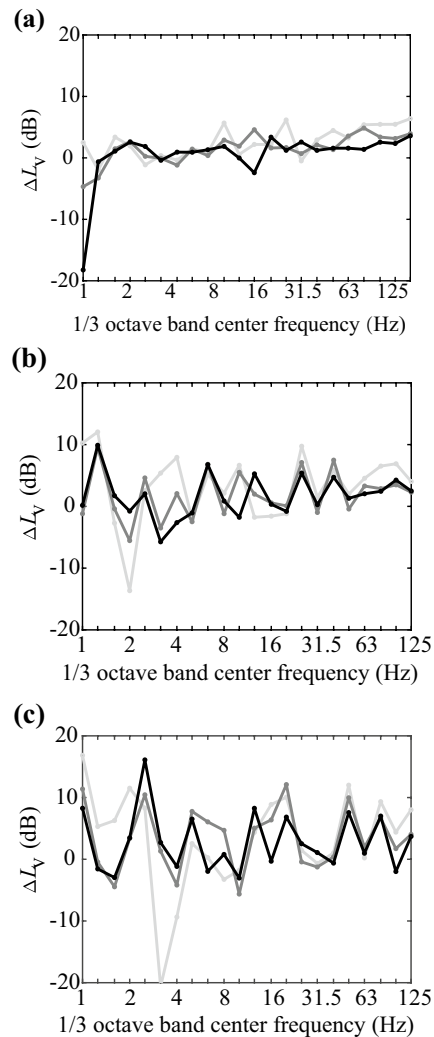 (a)
20
10
0
-10
-20
ΔL_V (dB)
1 2 4 8 16 31.5 63 125
1/3 octave band center frequency (Hz)
(b)
20
10
0
-10
-20
ΔL_V (dB)
1 2 4 8 16 31.5 63 125
1/3 octave band center frequency (Hz)
(c)
20
10
0
-10
-20
ΔL_V (dB)
1 2 4 8 16 31.5 63 125
1/3 octave band center frequency (Hz)